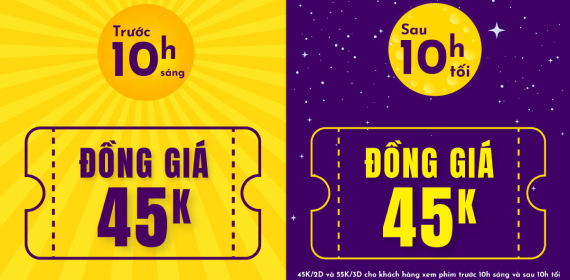 Trước
10h
sáng
ĐỒNG GIÁ
45K
Sau
10h
tối
ĐỒNG GIÁ
45K
45K/2D và 55K/3D cho khách hàng xem phim trước 10h sáng và sau 10h tối